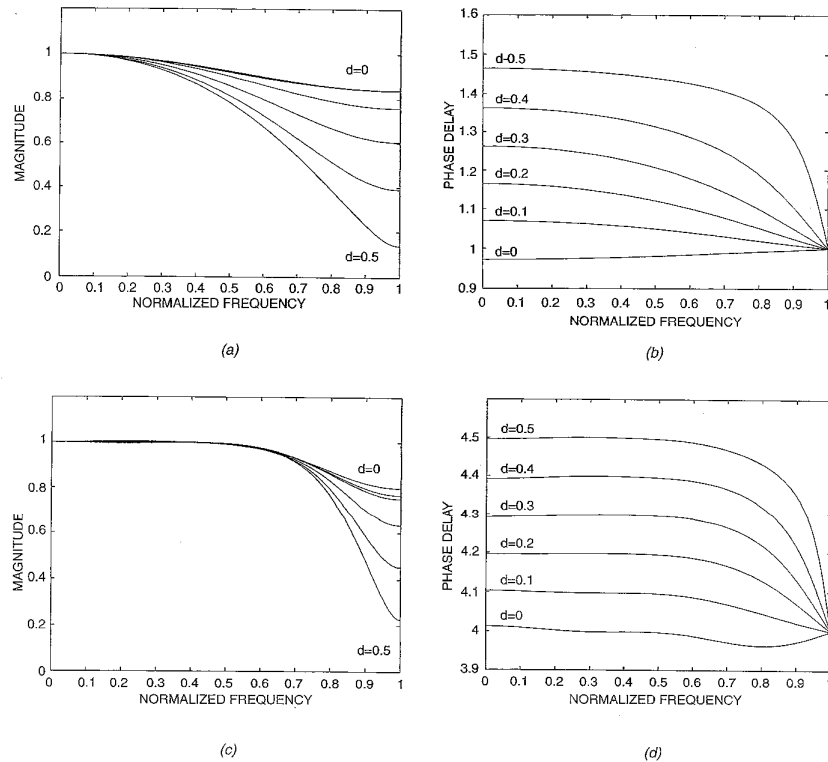 1
0.8
0.6
0.4
0.2
0
MAGNITUDE
d=0
d=0.5
0 0.1 0.2 0.3 0.4 0.5 0.6 0.7 0.8 0.9 1
NORMALIZED FREQUENCY
(a)
1.6
1.5
1.4
1.3
1.2
1.1
1
0.9
PHASE DELAY
d-0.5
d=0.4
d=0.3
d=0.2
d=0.1
d=0
0 0.1 0.2 0.3 0.4 0.5 0.6 0.7 0.8 0.9 1
NORMALIZED FREQUENCY
(b)
1
0.8
0.6
0.4
0.2
0
MAGNITUDE
d=0
d=0.5
0 0.1 0.2 0.3 0.4 0.5 0.6 0.7 0.8 0.9 1
NORMALIZED FREQUENCY
(c)
4.5
4.4
4.3
4.2
4.1
4
3.9
PHASE DELAY
d=0.5
d=0.4
d=0.3
d=0.2
d=0.1
d=0
0 0.1 0.2 0.3 0.4 0.5 0.6 0.7 0.8 0.9 1
NORMALIZED FREQUENCY
(d)